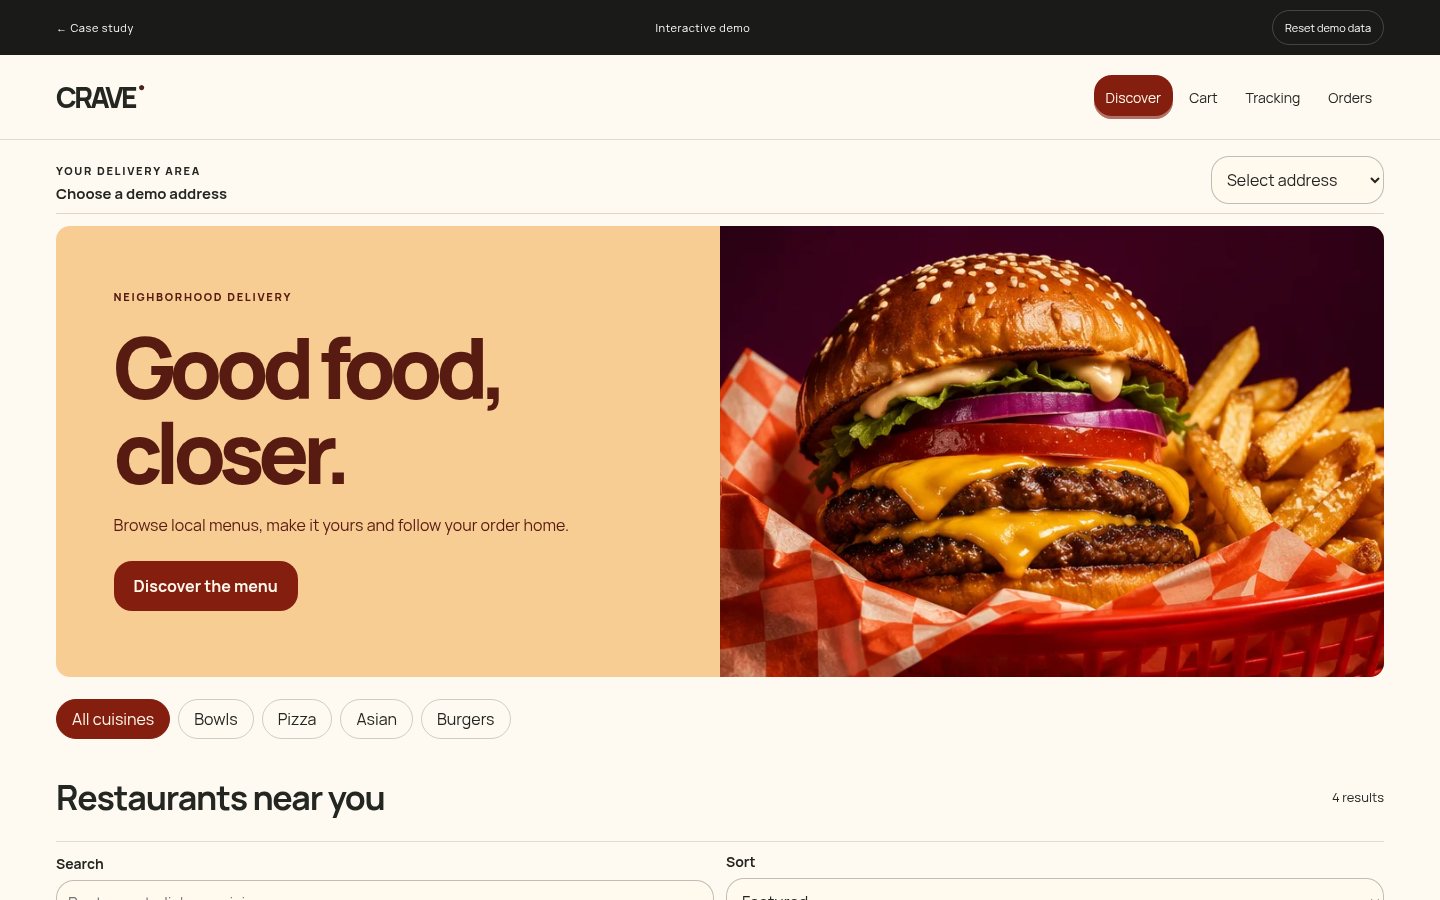 ← Case study
Interactive demo
Reset demo data
CRAVE
Discover
Cart
Tracking
Orders
YOUR DELIVERY AREA
Choose a demo address
Select address
NEIGHBORHOOD DELIVERY
Good food,
closer.
Browse local menus, make it yours and follow your order home.
Discover the menu
All cuisines
Bowls
Pizza
Asian
Burgers
Restaurants near you
4 results
Search
Sort
Featured